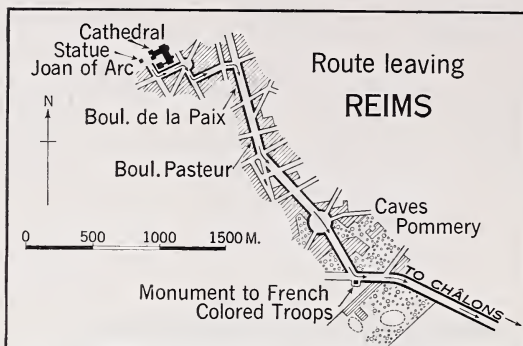 Cathedral
Statue
Joan of Arc
Route leaving
REIMS
N
Boul. de la Paix
Boul. Pasteur
Caves
Pommery
0 500 1000 1500 M.
TO CHÂLONS
Monument to French
Colored Troops